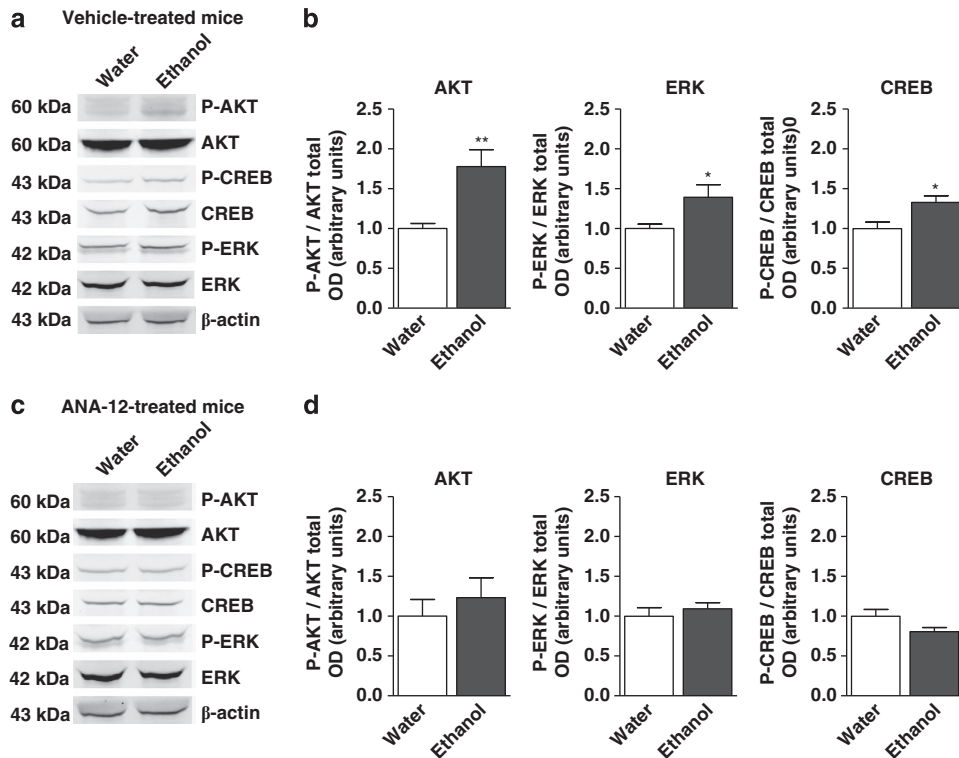 a Vehicle-treated mice
Water Ethanol
60 kDa P-AKT
60 kDa AKT
43 kDa P-CREB
43 kDa CREB
42 kDa P-ERK
42 kDa ERK
43 kDa β-actin
b
AKT
P-AKT / AKT total
OD (arbitrary units)
2.5
2.0
1.5
1.0
0.5
0.0
**
Water Ethanol
ERK
P-ERK / ERK total
OD (arbitrary units)
2.5
2.0
1.5
1.0
0.5
0.0
*
Water Ethanol
CREB
P-CREB / CREB total
OD (arbitrary units)0
2.5
2.0
1.5
1.0
0.5
0.0
*
Water Ethanol
c ANA-12-treated mice
Water Ethanol
60 kDa P-AKT
60 kDa AKT
43 kDa P-CREB
43 kDa CREB
42 kDa P-ERK
42 kDa ERK
43 kDa β-actin
d
AKT
P-AKT / AKT total
OD (arbitrary units)
2.5
2.0
1.5
1.0
0.5
0.0
Water Ethanol
ERK
P-ERK / ERK total
OD (arbitrary units)
2.5
2.0
1.5
1.0
0.5
0.0
Water Ethanol
CREB
P-CREB / CREB total
OD (arbitrary units)
2.5
2.0
1.5
1.0
0.5
0.0
Water Ethanol